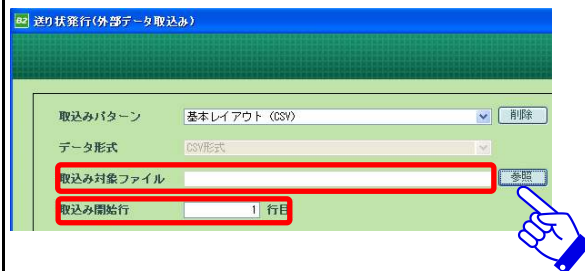 B2 送り状発行(外部データ取込み)
取込みパターン 基本レイアウト（CSV） 削除
データ形式 CSV形式
取込み対象ファイル 参照
取込み開始行 1 行目